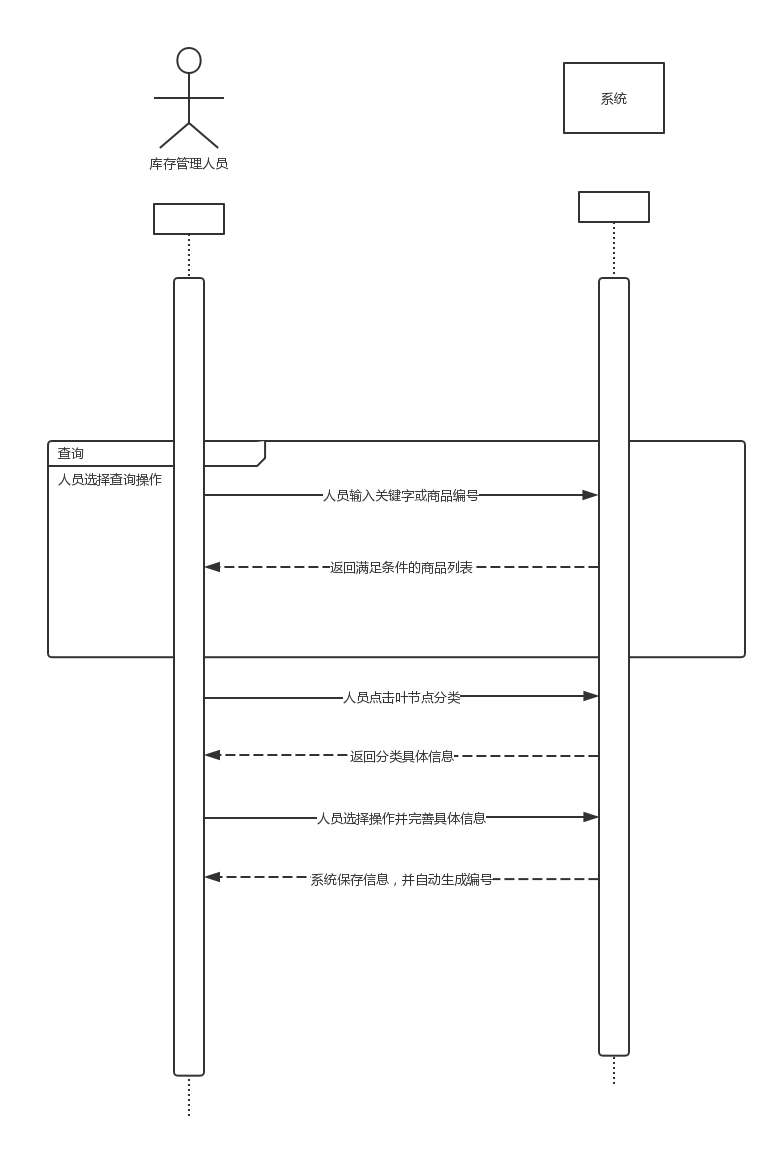 库存管理人员
系统
查询
人员选择查询操作
人员输入关键字或商品编号
返回满足条件的商品列表
人员点击叶节点分类
返回分类具体信息
人员选择操作并完善具体信息
系统保存信息，并自动生成编号